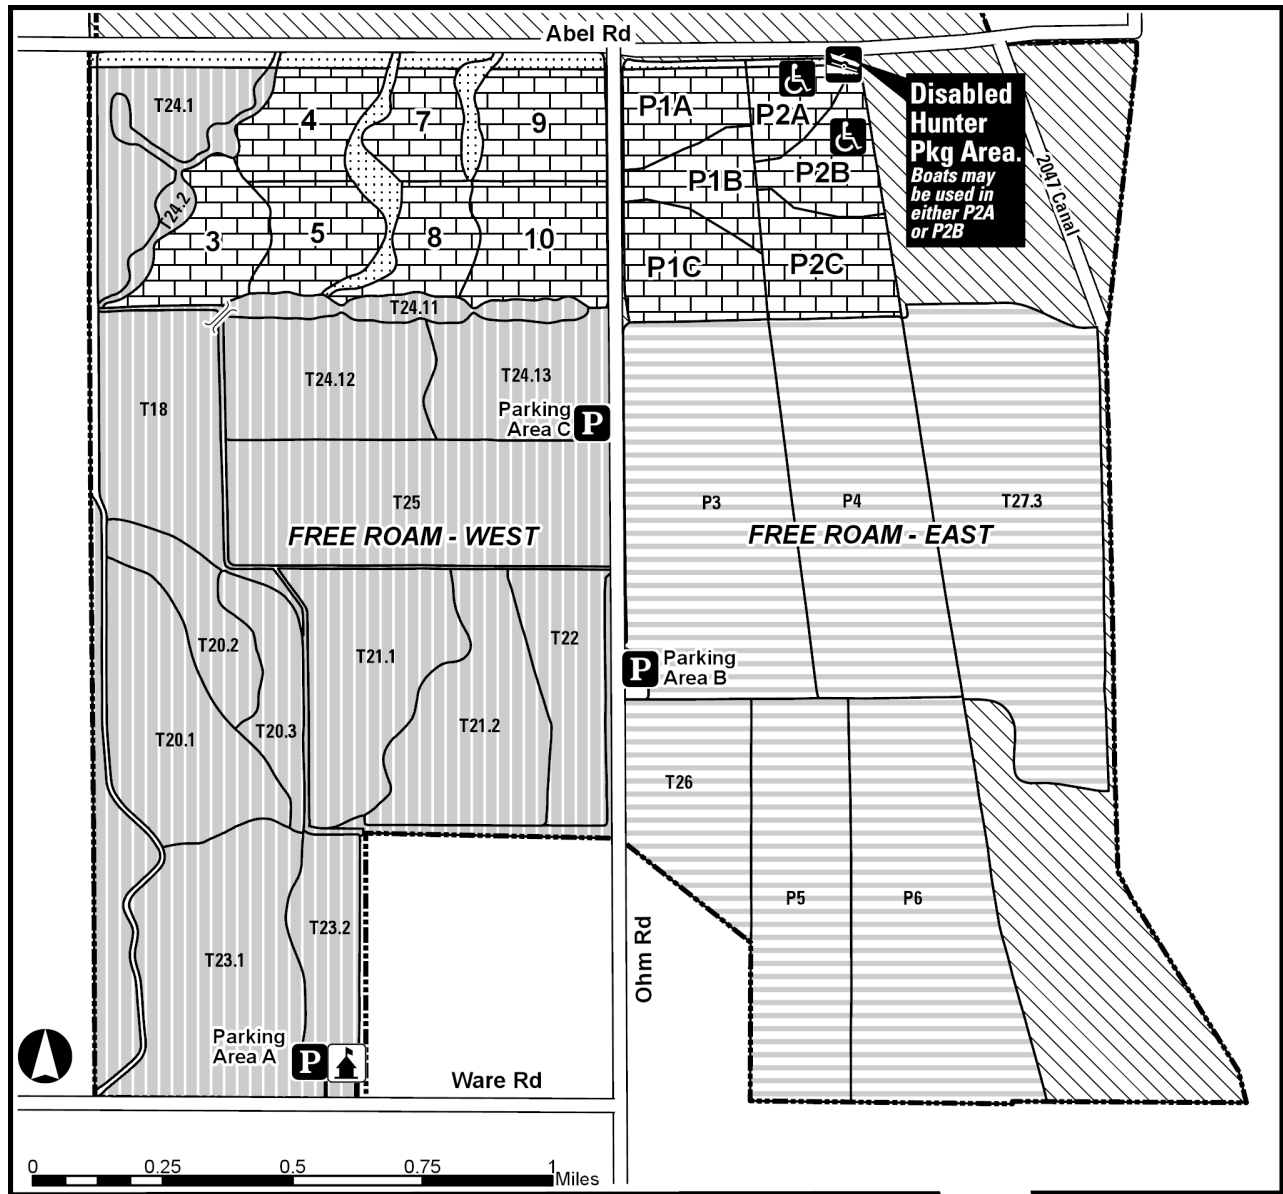 Abel Rd
T24.1
4
7
9
P1A
P2A
Disabled
Hunter
Pkg Area.
Boats may
be used in
either P2A
or P2B
2047 Canal
T24.2
3
5
8
10
P1B
P2B
P1C
P2C
T24.11
T24.12
T24.13
T18
Parking
Area C
P
T25
FREE ROAM - WEST
P3
P4
T27.3
FREE ROAM - EAST
T20.2
T21.1
T22
P
Parking
Area B
T20.1
T20.3
T21.2
T26
P5
P6
T23.2
T23.1
Ohm Rd
Parking
Area A
P
Ware Rd
0 0.25 0.5 0.75 1
Miles